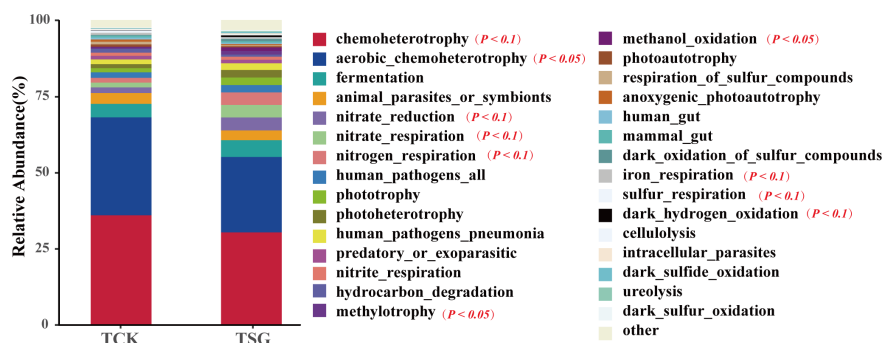 Relative Abundance(%)
100
75
50
25
0
TCK
TSG
chemoheterotrophy (P < 0.1)
aerobic_chemoheterotrophy (P < 0.05)
fermentation
animal_parasites_or_symbionts
nitrate_reduction (P < 0.1)
nitrate_respiration (P < 0.1)
nitrogen_respiration (P < 0.1)
human_pathogens_all
phototrophy
photoheterotrophy
human_pathogens_pneumonia
predatory_or_exoparasitic
nitrite_respiration
hydrocarbon_degradation
methylotrophy (P < 0.05)
methanol_oxidation (P < 0.05)
photoautotrophy
respiration_of_sulfur_compounds
anoxygenic_photoautotrophy
human_gut
mammal_gut
dark_oxidation_of_sulfur_compounds
iron_respiration (P < 0.1)
sulfur_respiration (P < 0.1)
dark_hydrogen_oxidation (P < 0.1)
cellulolysis
intracellular_parasites
dark_sulfide_oxidation
ureolysis
dark_sulfur_oxidation
other